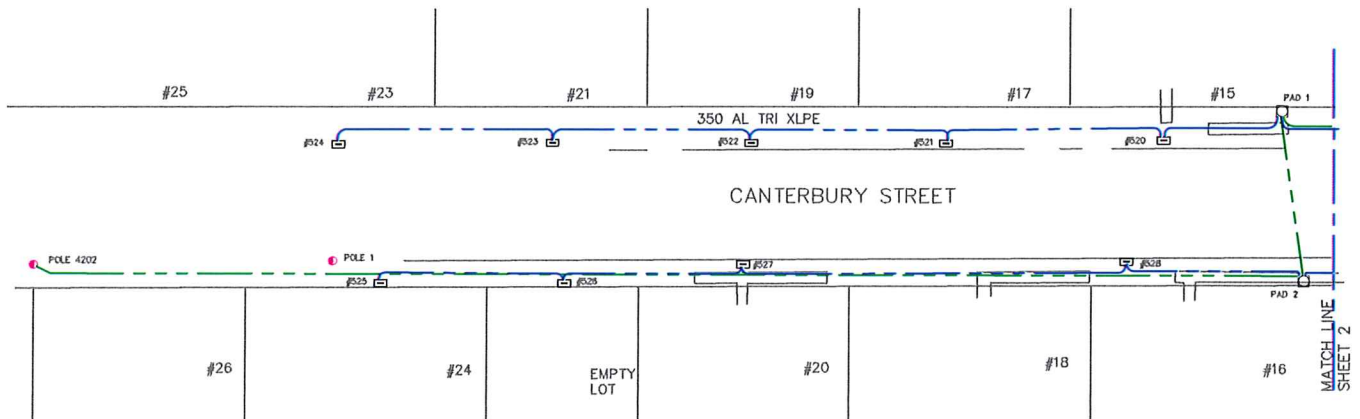 #25
#23
#21
#19
#17
#15
PAD 1
350 AL TRI XLPE
#524
#523
#522
#521
#520
CANTERBURY STREET
POLE 4202
POLE 1
#525
#526
#527
#528
PAD 2
#26
#24
EMPTY
LOT
#20
#18
#16
MATCH LINE
SHEET 2